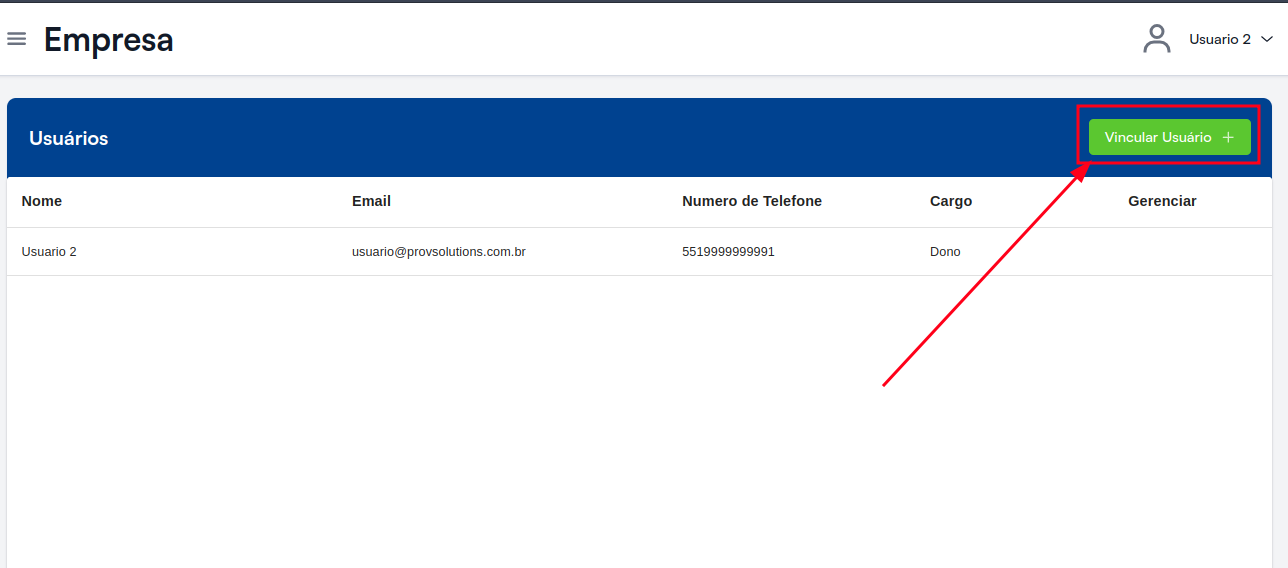 Empresa
Usuario 2
Usuários
Vincular Usuário +
Nome Email Numero de Telefone Cargo Gerenciar
Usuario 2 usuario@provsolutions.com.br 5519999999991 Dono